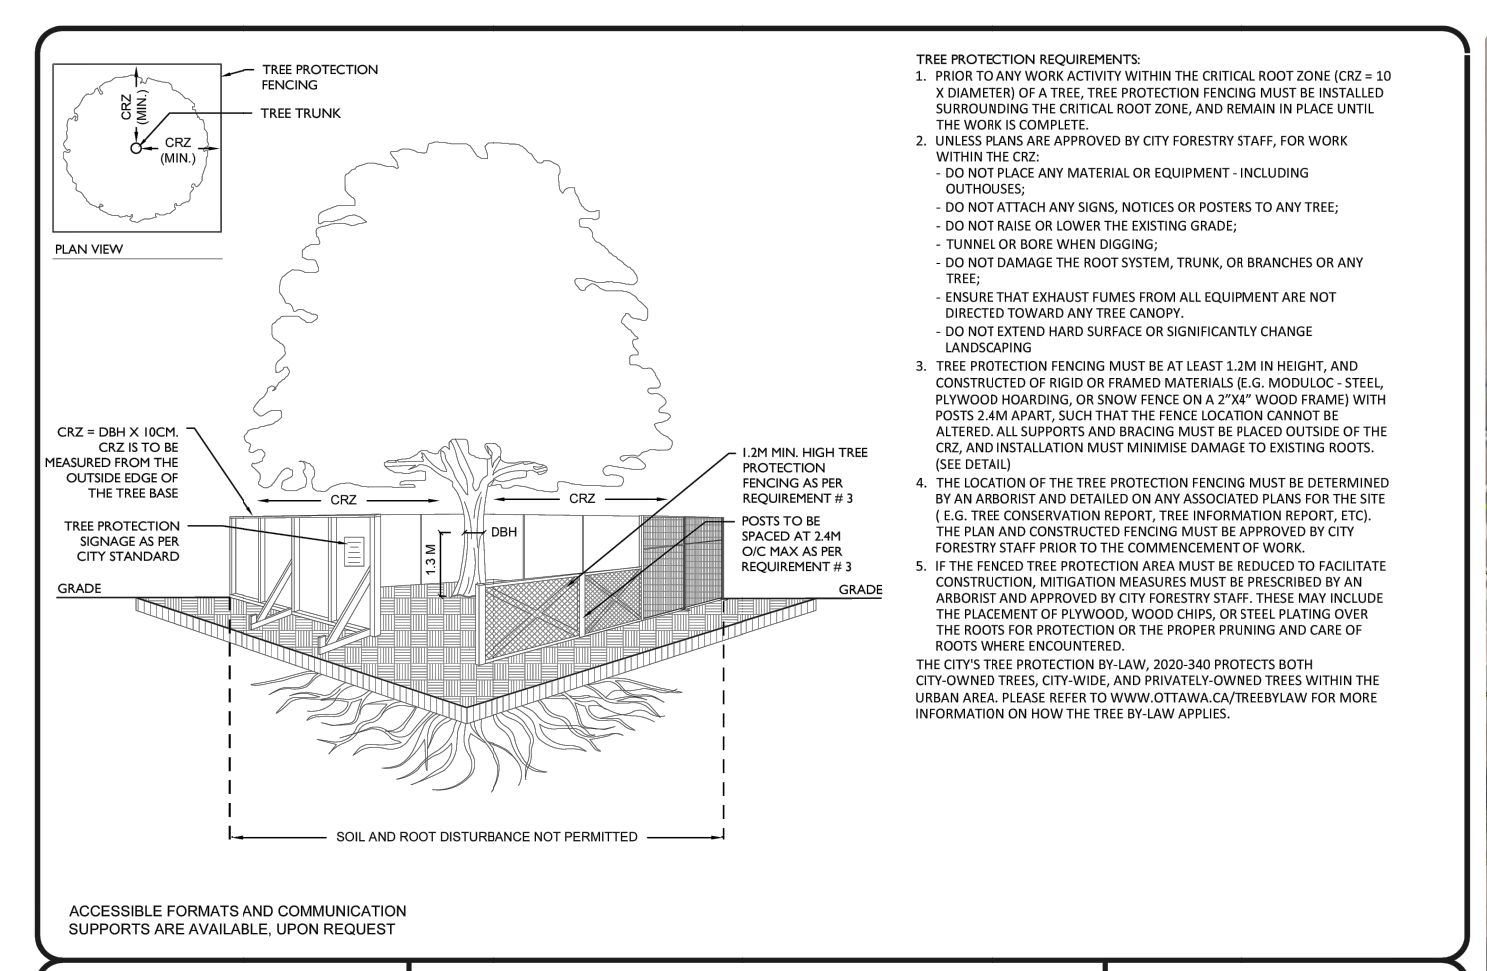 TREE PROTECTION
FENCING
TREE TRUNK
CRZ
(MIN.)
CRZ
(MIN.)
PLAN VIEW
CRZ = DBH X 10CM.
CRZ IS TO BE
MEASURED FROM THE
OUTSIDE EDGE OF
THE TREE BASE
TREE PROTECTION
SIGNAGE AS PER
CITY STANDARD
GRADE
CRZ
CRZ
DBH
1.3 M
1.2M MIN. HIGH TREE
PROTECTION
FENCING AS PER
REQUIREMENT # 3
POSTS TO BE
SPACED AT 2.4M
O/C MAX AS PER
REQUIREMENT # 3
GRADE
SOIL AND ROOT DISTURBANCE NOT PERMITTED
ACCESSIBLE FORMATS AND COMMUNICATION
SUPPORTS ARE AVAILABLE, UPON REQUEST
TREE PROTECTION REQUIREMENTS:
1. PRIOR TO ANY WORK ACTIVITY WITHIN THE CRITICAL ROOT ZONE (CRZ = 10
X DIAMETER) OF A TREE, TREE PROTECTION FENCING MUST BE INSTALLED
SURROUNDING THE CRITICAL ROOT ZONE, AND REMAIN IN PLACE UNTIL
THE WORK IS COMPLETE.
2. UNLESS PLANS ARE APPROVED BY CITY FORESTRY STAFF, FOR WORK
WITHIN THE CRZ:
- DO NOT PLACE ANY MATERIAL OR EQUIPMENT - INCLUDING
OUTHOUSES;
- DO NOT ATTACH ANY SIGNS, NOTICES OR POSTERS TO ANY TREE;
- DO NOT RAISE OR LOWER THE EXISTING GRADE;
- TUNNEL OR BORE WHEN DIGGING;
- DO NOT DAMAGE THE ROOT SYSTEM, TRUNK, OR BRANCHES OR ANY
TREE;
- ENSURE THAT EXHAUST FUMES FROM ALL EQUIPMENT ARE NOT
DIRECTED TOWARD ANY TREE CANOPY.
- DO NOT EXTEND HARD SURFACE OR SIGNIFICANTLY CHANGE
LANDSCAPING
3. TREE PROTECTION FENCING MUST BE AT LEAST 1.2M IN HEIGHT, AND
CONSTRUCTED OF RIGID OR FRAMED MATERIALS (E.G. MODULOC - STEEL,
PLYWOOD HOARDING, OR SNOW FENCE ON A 2"X4" WOOD FRAME) WITH
POSTS 2.4M APART, SUCH THAT THE FENCE LOCATION CANNOT BE
ALTERED. ALL SUPPORTS AND BRACING MUST BE PLACED OUTSIDE OF THE
CRZ, AND INSTALLATION MUST MINIMISE DAMAGE TO EXISTING ROOTS.
(SEE DETAIL)
4. THE LOCATION OF THE TREE PROTECTION FENCING MUST BE DETERMINED
BY AN ARBORIST AND DETAILED ON ANY ASSOCIATED PLANS FOR THE SITE
( E.G. TREE CONSERVATION REPORT, TREE INFORMATION REPORT, ETC).
THE PLAN AND CONSTRUCTED FENCING MUST BE APPROVED BY CITY
FORESTRY STAFF PRIOR TO THE COMMENCEMENT OF WORK.
5. IF THE FENCED TREE PROTECTION AREA MUST BE REDUCED TO FACILITATE
CONSTRUCTION, MITIGATION MEASURES MUST BE PRESCRIBED BY AN
ARBORIST AND APPROVED BY CITY FORESTRY STAFF. THESE MAY INCLUDE
THE PLACEMENT OF PLYWOOD, WOOD CHIPS, OR STEEL PLATING OVER
THE ROOTS FOR PROTECTION OR THE PROPER PRUNING AND CARE OF
ROOTS WHERE ENCOUNTERED.
THE CITY'S TREE PROTECTION BY-LAW, 2020-340 PROTECTS BOTH
CITY-OWNED TREES, CITY-WIDE, AND PRIVATELY-OWNED TREES WITHIN THE
URBAN AREA. PLEASE REFER TO WWW.OTTAWA.CA/TREEBYLAW FOR MORE
INFORMATION ON HOW THE TREE BY-LAW APPLIES.